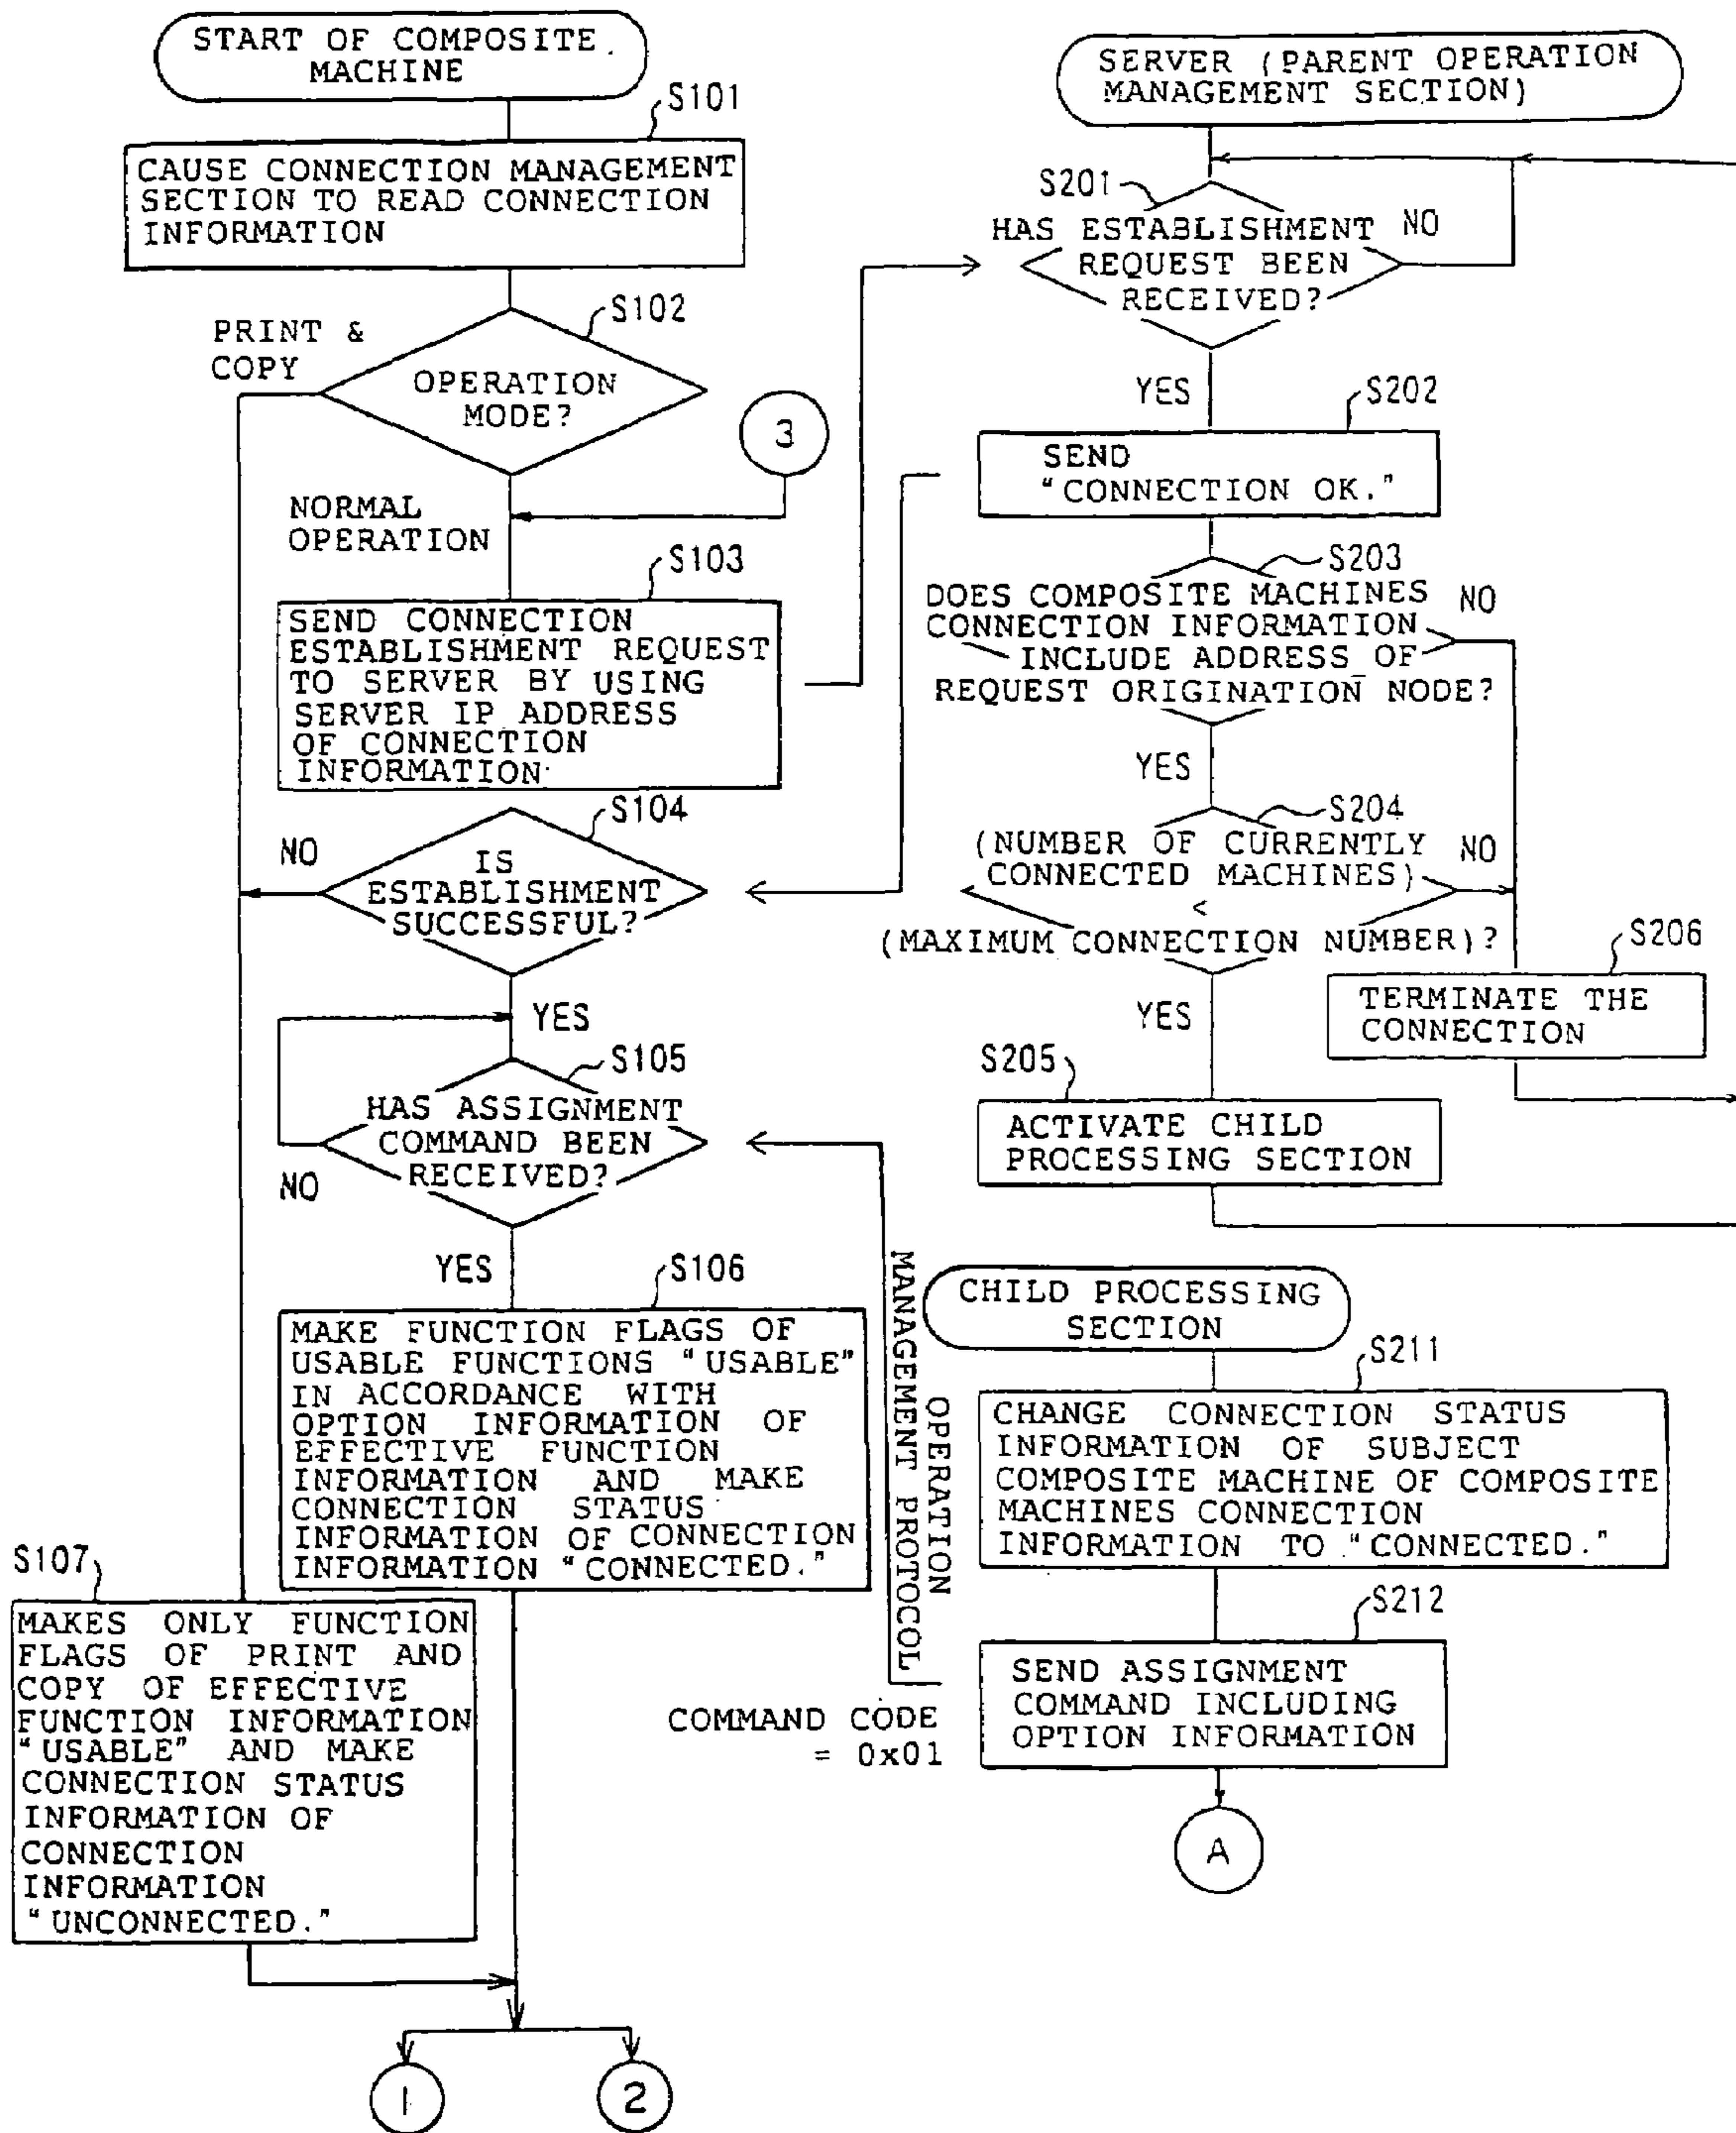 START OF COMPOSITE
MACHINE
S101
CAUSE CONNECTION MANAGEMENT
SECTION TO READ CONNECTION
INFORMATION
S102
PRINT &
COPY
OPERATION
MODE?
3
NORMAL
OPERATION
S103
SEND CONNECTION
ESTABLISHMENT REQUEST
TO SERVER BY USING
SERVER IP ADDRESS
OF CONNECTION
INFORMATION
S104
NO
IS
ESTABLISHMENT
SUCCESSFUL?
YES
S105
HAS ASSIGNMENT
COMMAND BEEN
RECEIVED?
NO
YES
S106
MAKE FUNCTION FLAGS OF
USABLE FUNCTIONS "USABLE"
IN ACCORDANCE WITH
OPTION INFORMATION OF
EFFECTIVE FUNCTION
INFORMATION AND MAKE
CONNECTION STATUS
INFORMATION OF CONNECTION
INFORMATION "CONNECTED."
S107
MAKES ONLY FUNCTION
FLAGS OF PRINT AND
COPY OF EFFECTIVE
FUNCTION INFORMATION
"USABLE" AND MAKE
CONNECTION STATUS
INFORMATION OF
CONNECTION
INFORMATION
"UNCONNECTED."
1
2
SERVER (PARENT OPERATION
MANAGEMENT SECTION)
S201
HAS ESTABLISHMENT
REQUEST BEEN
RECEIVED?
NO
YES
S202
SEND
"CONNECTION OK."
S203
DOES COMPOSITE MACHINES
CONNECTION INFORMATION
INCLUDE ADDRESS OF
REQUEST ORIGINATION NODE?
NO
YES
S204
(NUMBER OF CURRENTLY
CONNECTED MACHINES)
<
(MAXIMUM CONNECTION NUMBER)?
NO
S206
TERMINATE THE
CONNECTION
YES
S205
ACTIVATE CHILD
PROCESSING SECTION
OPERATION
MANAGEMENT PROTOCOL
CHILD PROCESSING
SECTION
S211
CHANGE CONNECTION STATUS
INFORMATION OF SUBJECT
COMPOSITE MACHINE OF COMPOSITE
MACHINES CONNECTION
INFORMATION TO "CONNECTED."
S212
SEND ASSIGNMENT
COMMAND INCLUDING
OPTION INFORMATION
COMMAND CODE
= 0x01
A